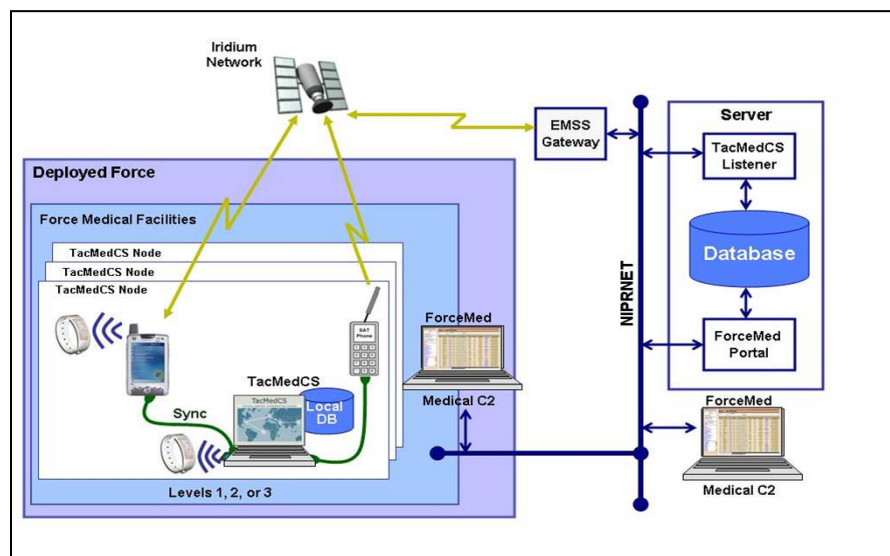 Iridium
Network
EMSS
Gateway
Server
TacMedCS
Listener
Database
ForceMed
Portal
NIPRNET
Deployed Force
Force Medical Facilities
TacMedCS Node
TacMedCS Node
TacMedCS Node
SAT
Phone
TacMedCS
TacMedCS
Local
DB
Sync
Levels 1, 2, or 3
ForceMed
Medical C2
ForceMed
Medical C2